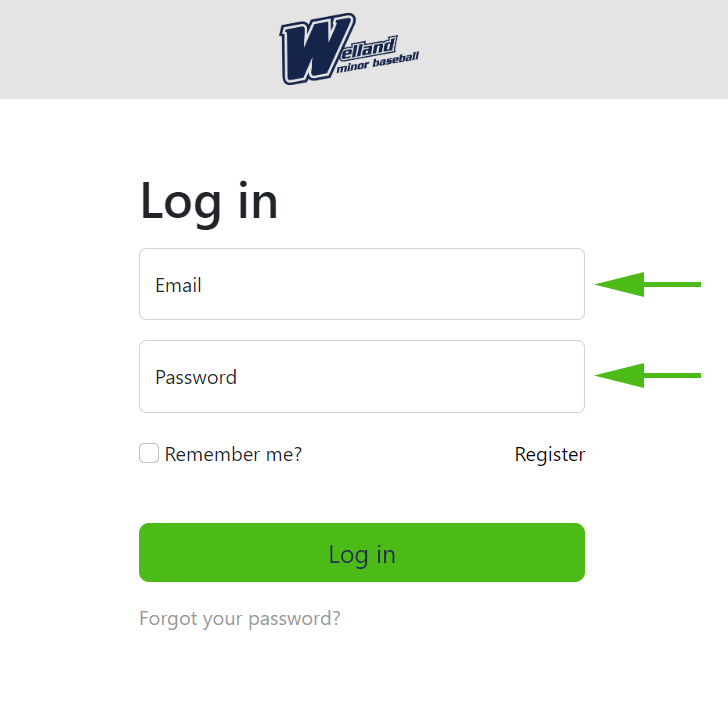 Welland
minor baseball
Log in
Email
Password
Remember me? Register
Log in
Forgot your password?